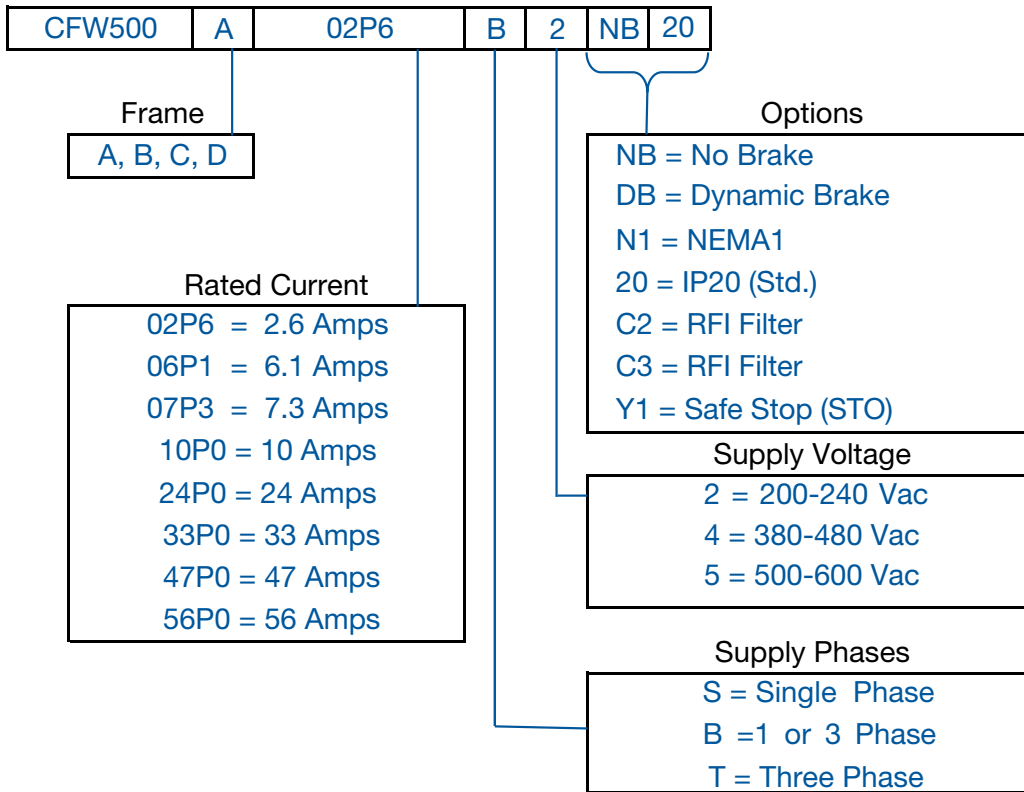 CFW500 A 02P6 B 2 NB 20
Frame
A, B, C, D
Rated Current
02P6 = 2.6 Amps
06P1 = 6.1 Amps
07P3 = 7.3 Amps
10P0 = 10 Amps
24P0 = 24 Amps
33P0 = 33 Amps
47P0 = 47 Amps
56P0 = 56 Amps
Options
NB = No Brake
DB = Dynamic Brake
N1 = NEMA1
20 = IP20 (Std.)
C2 = RFI Filter
C3 = RFI Filter
Y1 = Safe Stop (STO)
Supply Voltage
2 = 200-240 Vac
4 = 380-480 Vac
5 = 500-600 Vac
Supply Phases
S = Single Phase
B =1 or 3 Phase
T = Three Phase